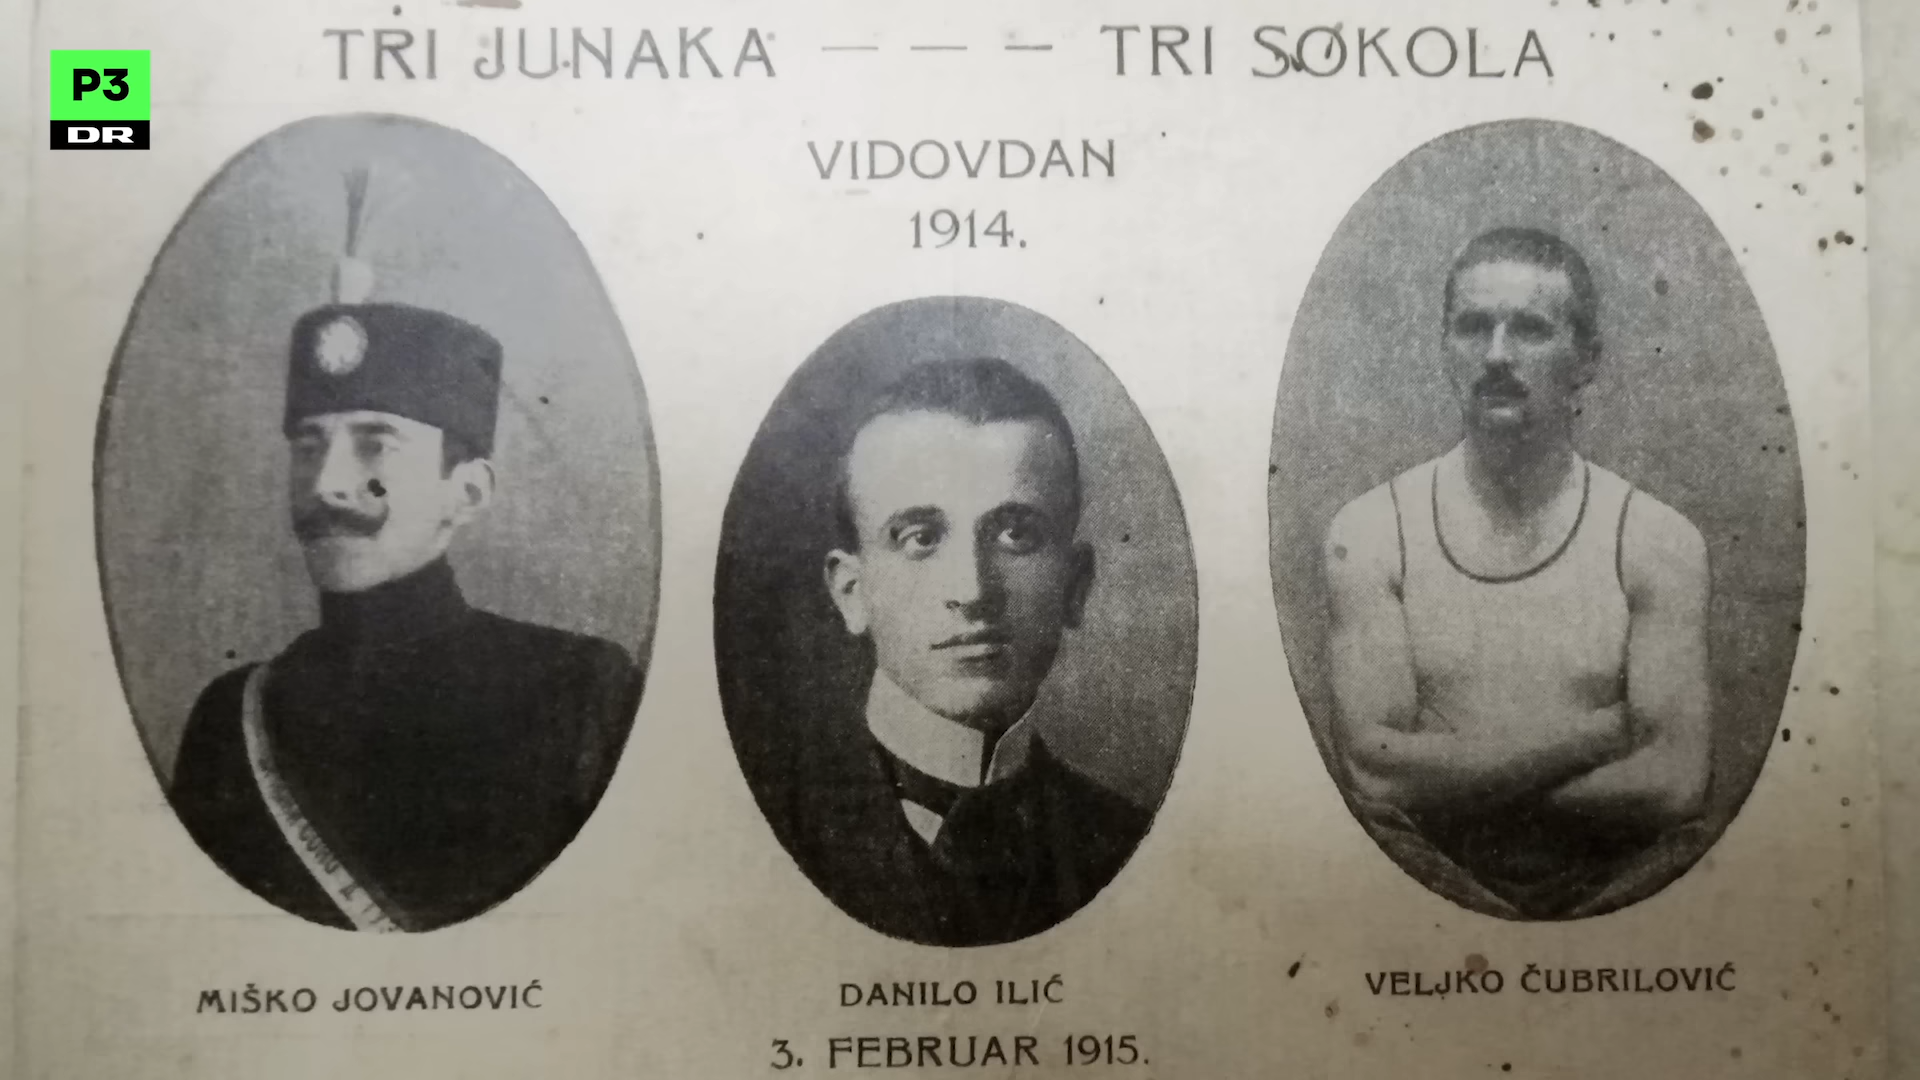 P3
DR
TRI JUNAKA — — — TRI SOKOLA
VIDOVDAN
1914.
MIŠKO JOVANOVIĆ
DANILO ILIĆ
VELJKO ČUBRILOVIĆ
3. FEBRUAR 1915.